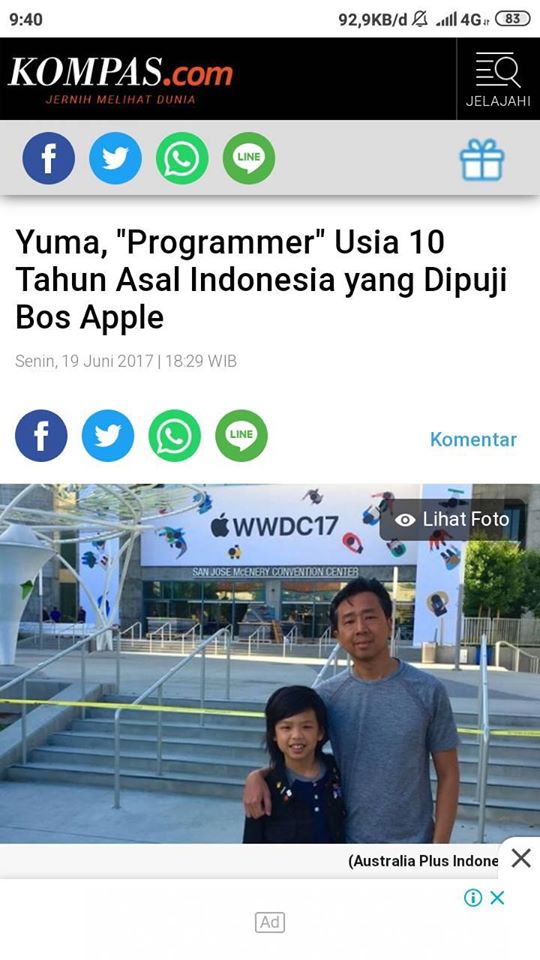 9:40
92,9KB/d
4G
83
KOMPAS.com
JERNIH MELIHAT DUNIA
JELAJAHI
LINE
Yuma, "Programmer" Usia 10
Tahun Asal Indonesia yang Dipuji
Bos Apple
Senin, 19 Juni 2017 | 18:29 WIB
LINE
Komentar
WWDC17
Lihat Foto
SAN JOSE McENERY CONVENTION CENTER
(Australia Plus Indone
Ad